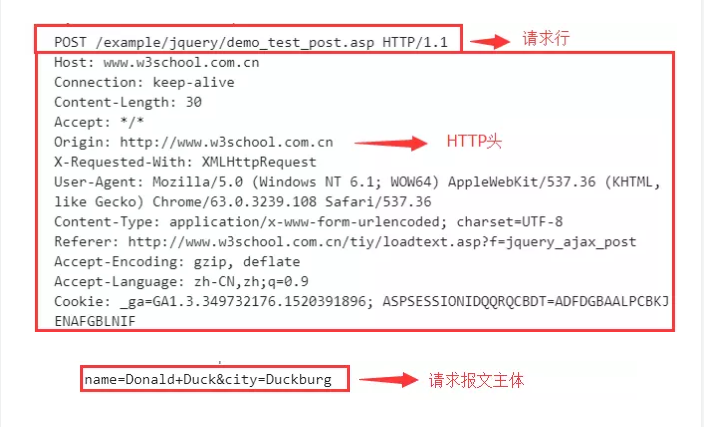 POST /example/jquery/demo_test_post.asp HTTP/1.1
请求行
Host: www.w3school.com.cn
Connection: keep-alive
Content-Length: 30
Accept: */*
Origin: http://www.w3school.com.cn
HTTP头
X-Requested-With: XMLHttpRequest
User-Agent: Mozilla/5.0 (Windows NT 6.1; WOW64) AppleWebKit/537.36 (KHTML,
like Gecko) Chrome/63.0.3239.108 Safari/537.36
Content-Type: application/x-www-form-urlencoded; charset=UTF-8
Referer: http://www.w3school.com.cn/tiy/loadtext.asp?f=jquery_ajax_post
Accept-Encoding: gzip, deflate
Accept-Language: zh-CN,zh;q=0.9
Cookie: _ga=GA1.3.349732176.1520391896; ASPSESSIONIDQQRQCBDT=ADFDGBAALPCBKJ
ENAFGBLNIF
name=Donald+Duck&city=Duckburg
请求报文主体